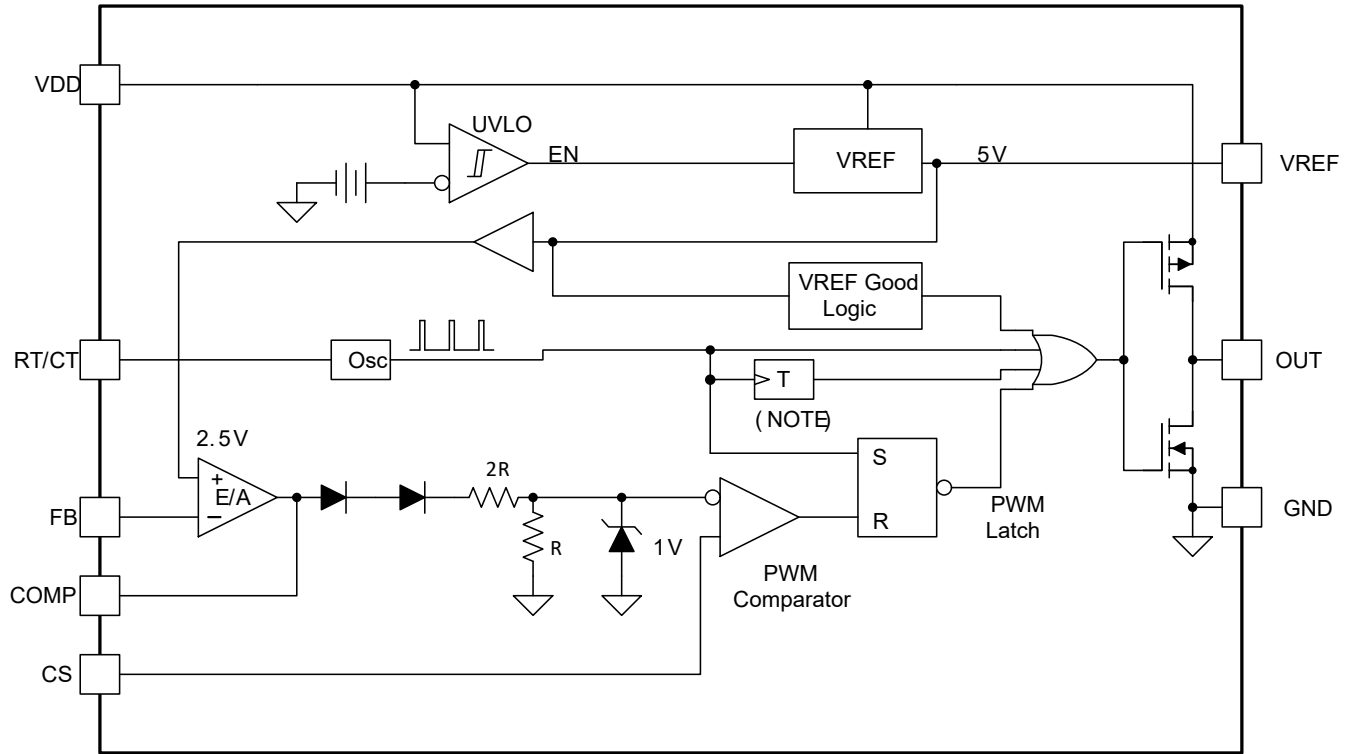 VDD
UVLO
EN
VREF
5V
VREF
VREF Good
Logic
RT/CT
Osc
T
(NOTE)
OUT
2.5V
+
E/A
−
FB
2R
R
1V
S
R
PWM
Latch
GND
COMP
PWM
Comparator
CS